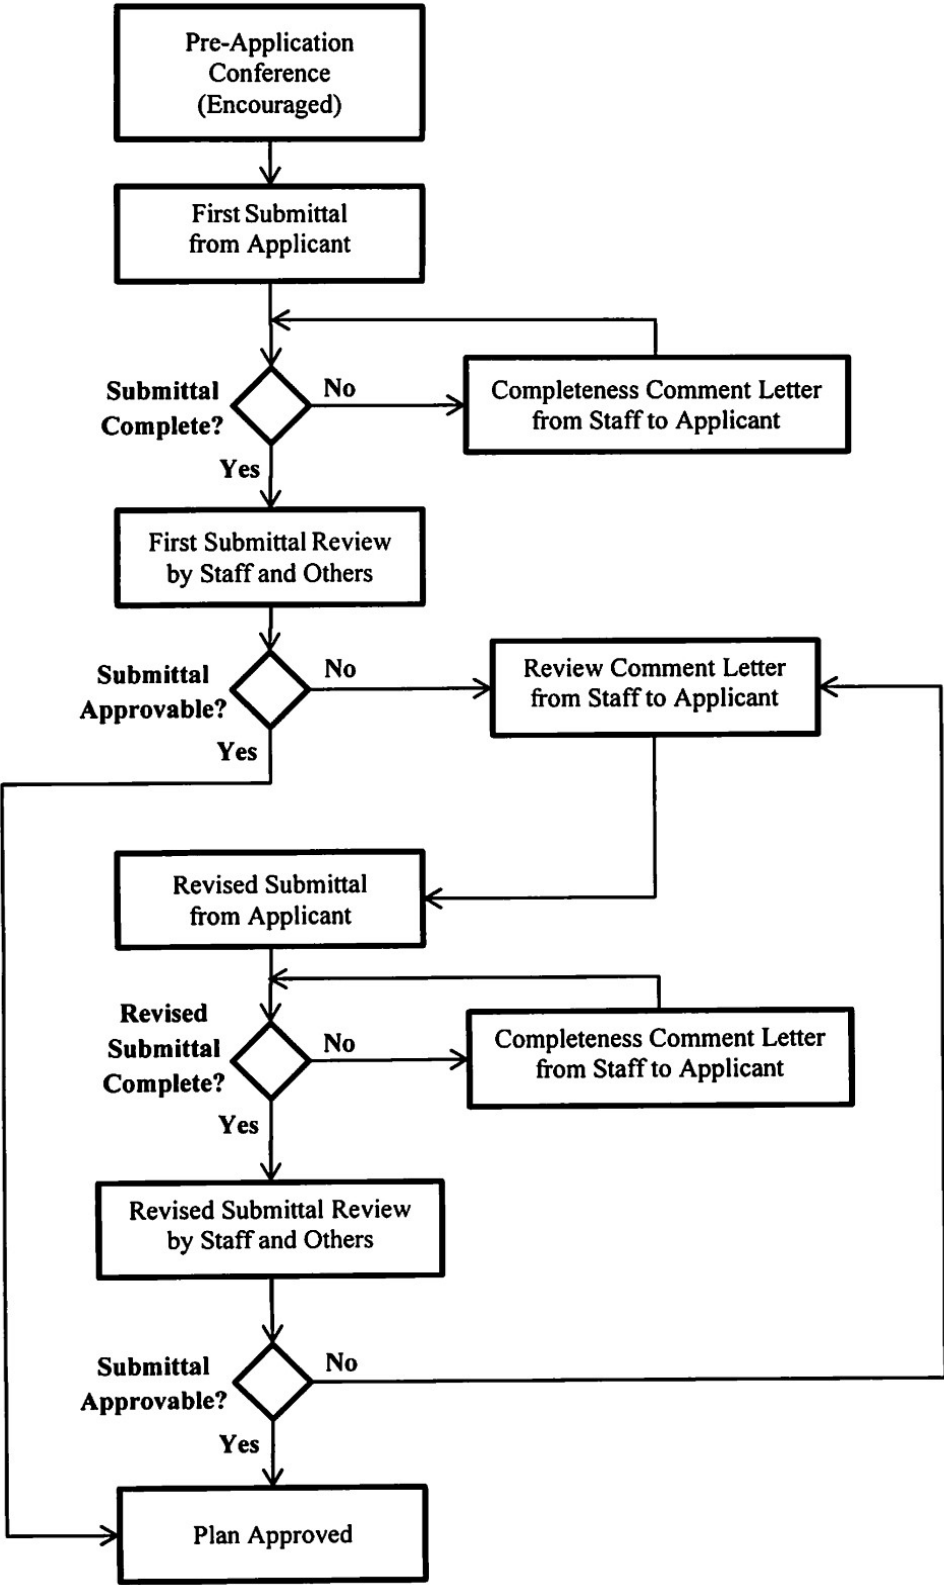 Pre-Application
Conference
(Encouraged)
First Submittal
from Applicant
Submittal
Complete?
No
Completeness Comment Letter
from Staff to Applicant
Yes
First Submittal Review
by Staff and Others
Submittal
Approvable?
No
Review Comment Letter
from Staff to Applicant
Yes
Revised Submittal
from Applicant
Revised
Submittal
Complete?
No
Completeness Comment Letter
from Staff to Applicant
Yes
Revised Submittal Review
by Staff and Others
Submittal
Approvable?
No
Yes
Plan Approved